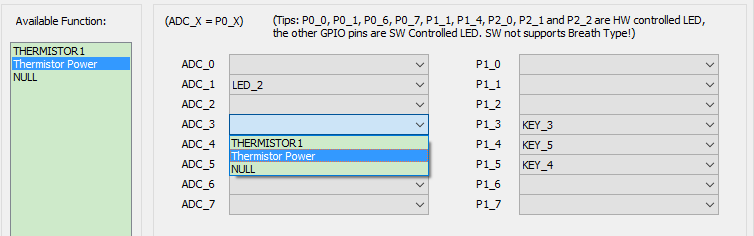 Available Function:
THERMISTOR1
Thermistor Power
NULL
(ADC_X = P0_X)
(Tips: P0_0, P0_1, P0_6, P0_7, P1_1, P1_4, P2_0, P2_1 and P2_2 are HW controlled LED,
the other GPIO pins are SW Controlled LED. SW not supports Breath Type!)
ADC_0
P1_0
ADC_1 LED_2
P1_1
ADC_2
P1_2
ADC_3
P1_3 KEY_3
ADC_4
THERMISTOR1
Thermistor Power
NULL
P1_4 KEY_5
ADC_5
P1_5 KEY_4
ADC_6
P1_6
ADC_7
P1_7